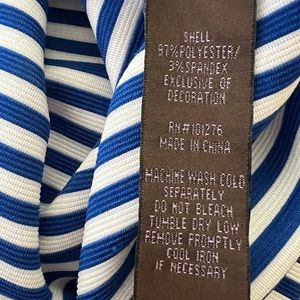 SHELL:
97%POLYESTER/
3%SPANDEX
EXCLUSIVE OF
DECORATION
RN#101276
MADE IN CHINA
MACHINE WASH COLD
SEPARATELY
DO NOT BLEACH
TUMBLE DRY LOW
REMOVE PROMPTLY
COOL IRON
IF NECESSARY